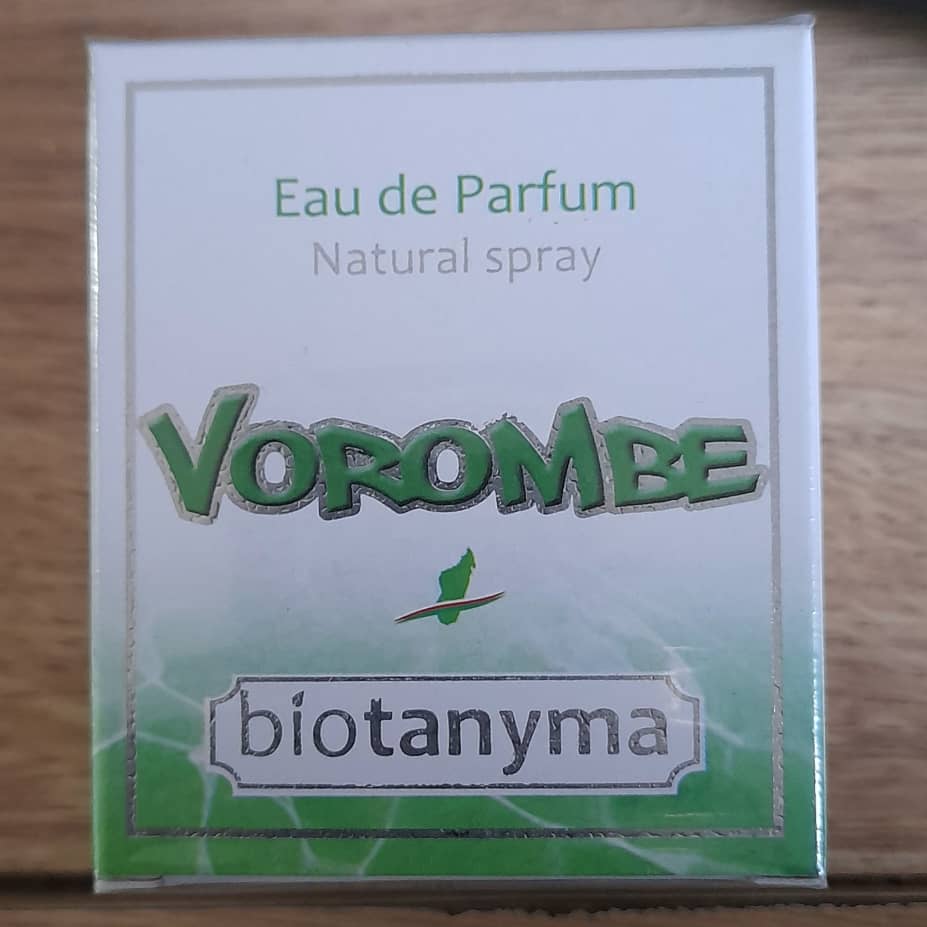 Eau de Parfum
Natural spray
VOROMBE
biotanyma